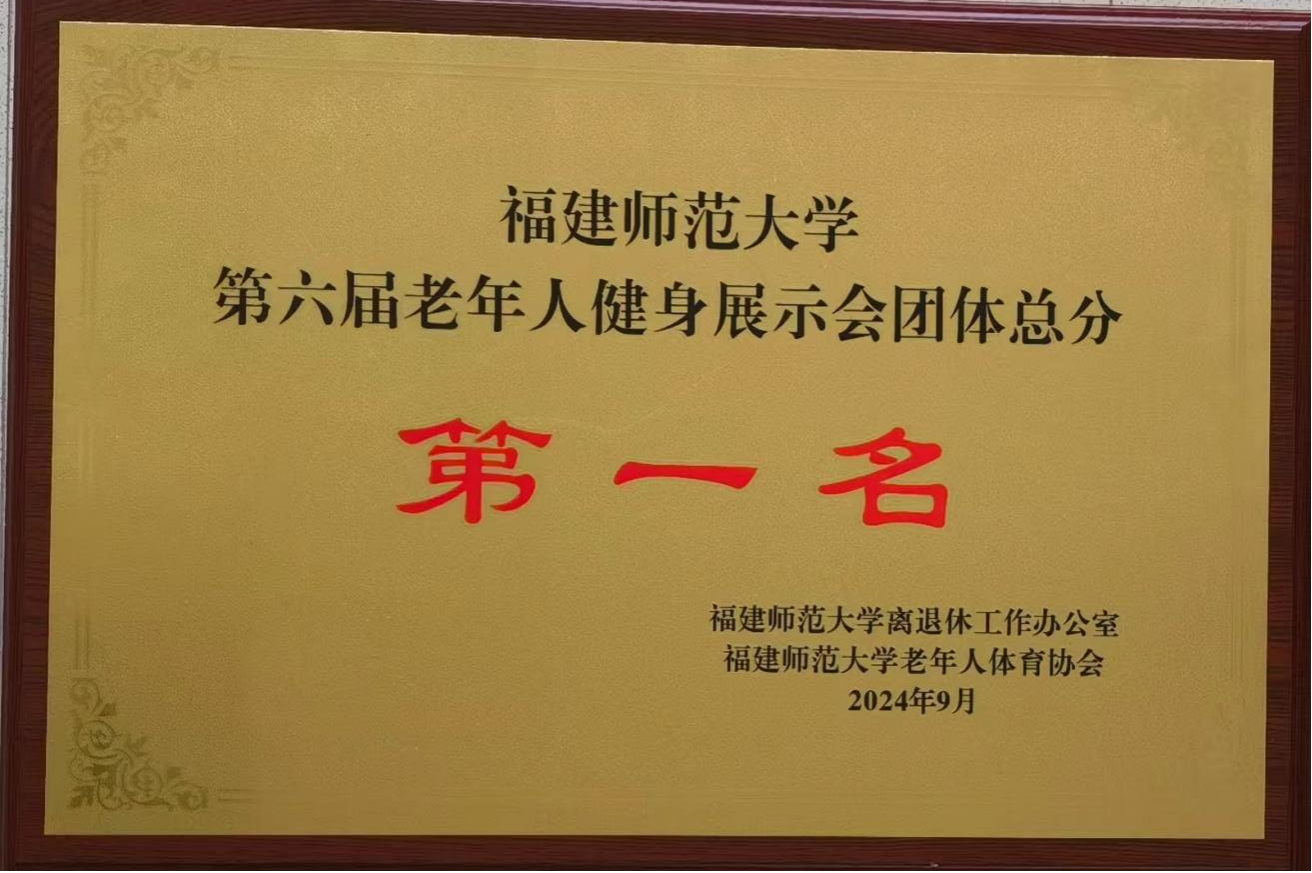 福建师范大学
第六届老年人健身展示会团体总分
第一名
福建师范大学离退休工作办公室
福建师范大学老年人体育协会
2024年9月